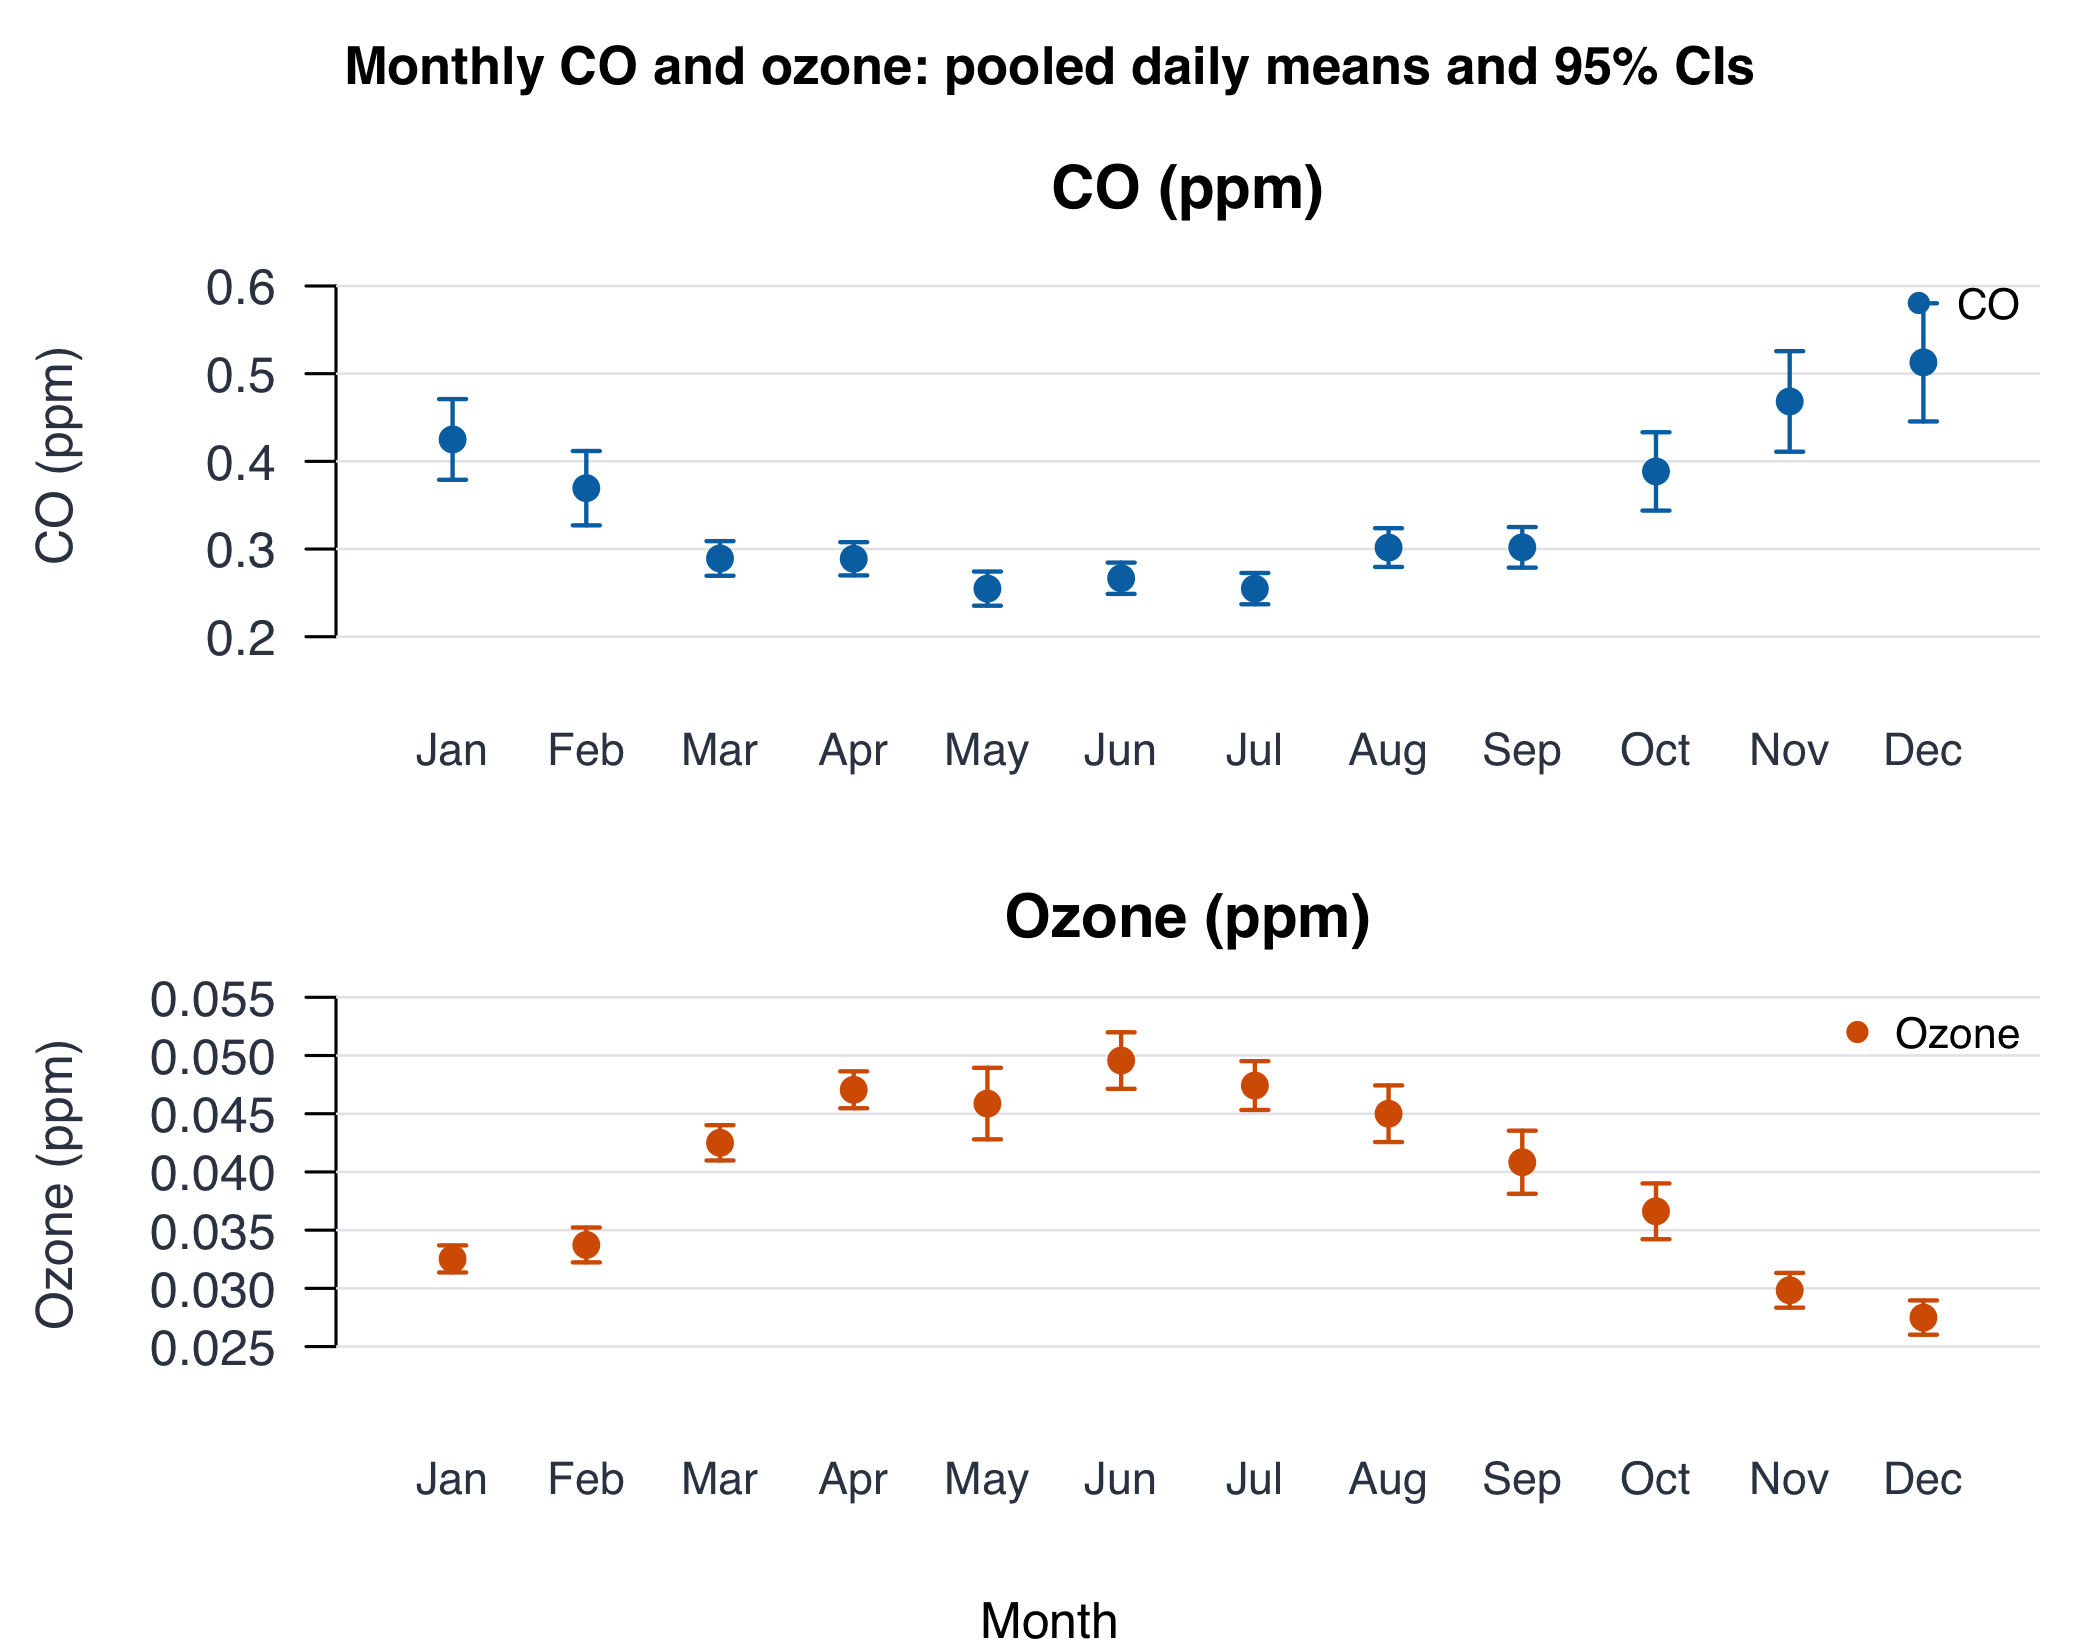 Monthly CO and ozone: pooled daily means and 95% CIs
CO (ppm)
CO (ppm)
0.6
0.5
0.4
0.3
0.2
CO
Jan Feb Mar Apr May Jun Jul Aug Sep Oct Nov Dec
Ozone (ppm)
Ozone (ppm)
0.055
0.050
0.045
0.040
0.035
0.030
0.025
Ozone
Jan Feb Mar Apr May Jun Jul Aug Sep Oct Nov Dec
Month